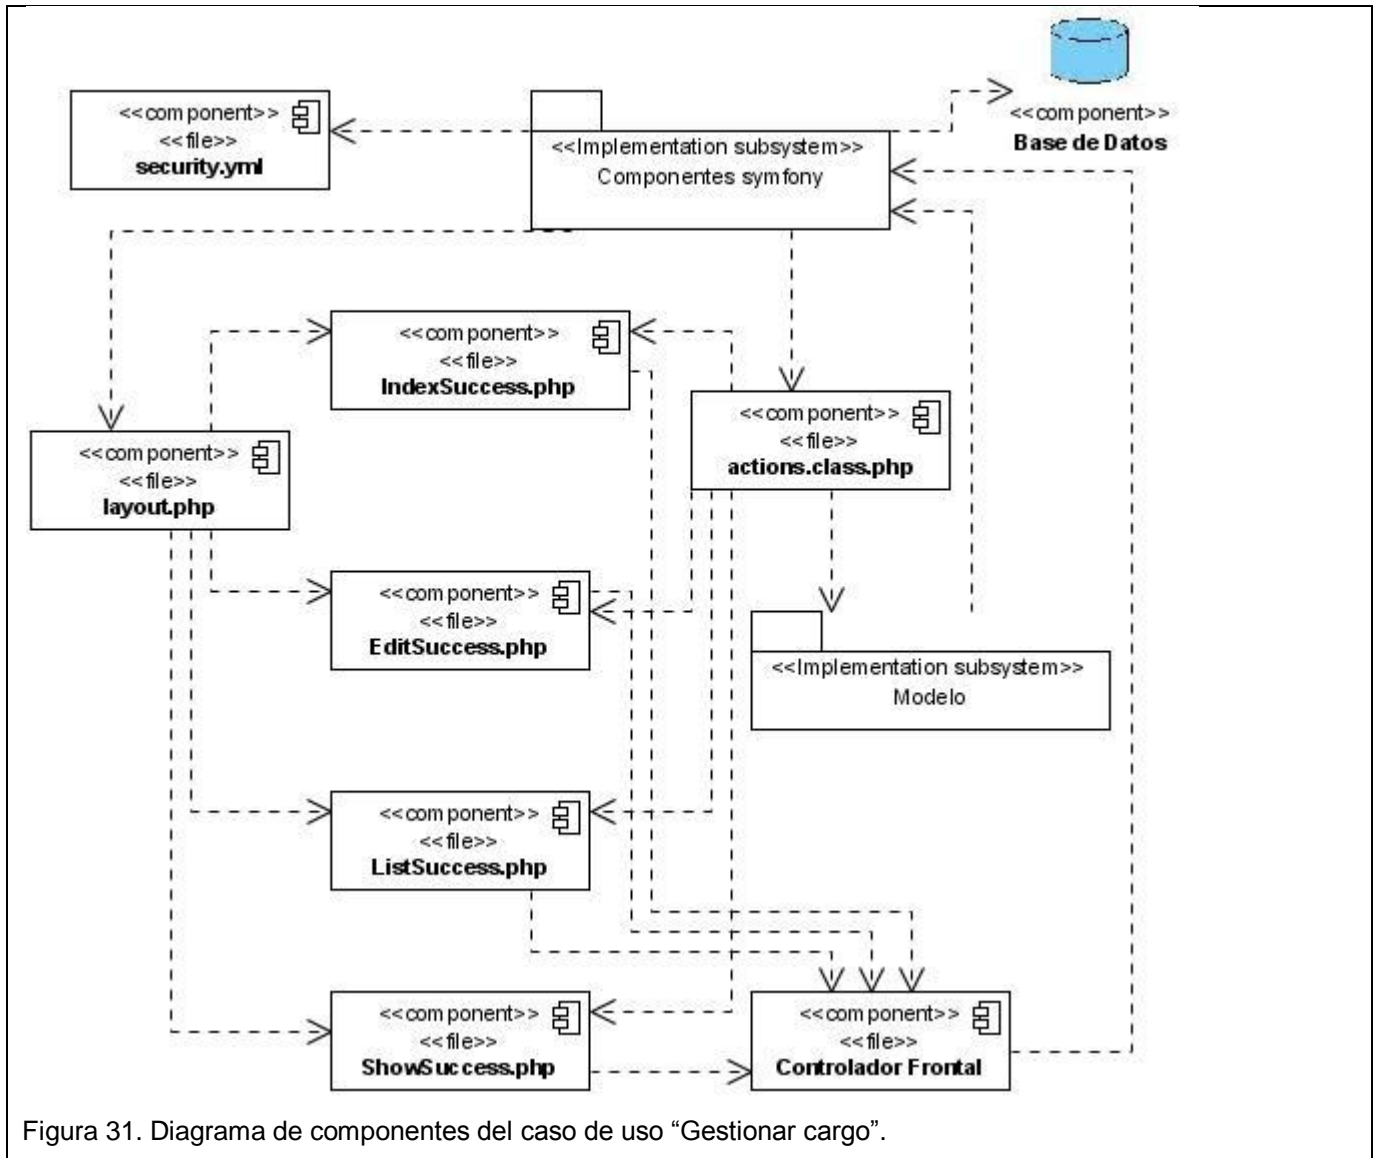 <<component>>
<<file>>
security.yml
<<Implementation subsystem>>
Componentes symfony
<<component>>
Base de Datos
<<component>>
<<file>>
IndexSuccess.php
<<component>>
<<file>>
actions.class.php
<<component>>
<<file>>
layout.php
<<component>>
<<file>>
EditSuccess.php
<<Implementation subsystem>>
Modelo
<<component>>
<<file>>
ListSuccess.php
<<component>>
<<file>>
ShowSuccess.php
<<component>>
<<file>>
Controlador Frontal
Figura 31. Diagrama de componentes del caso de uso “Gestionar cargo”.